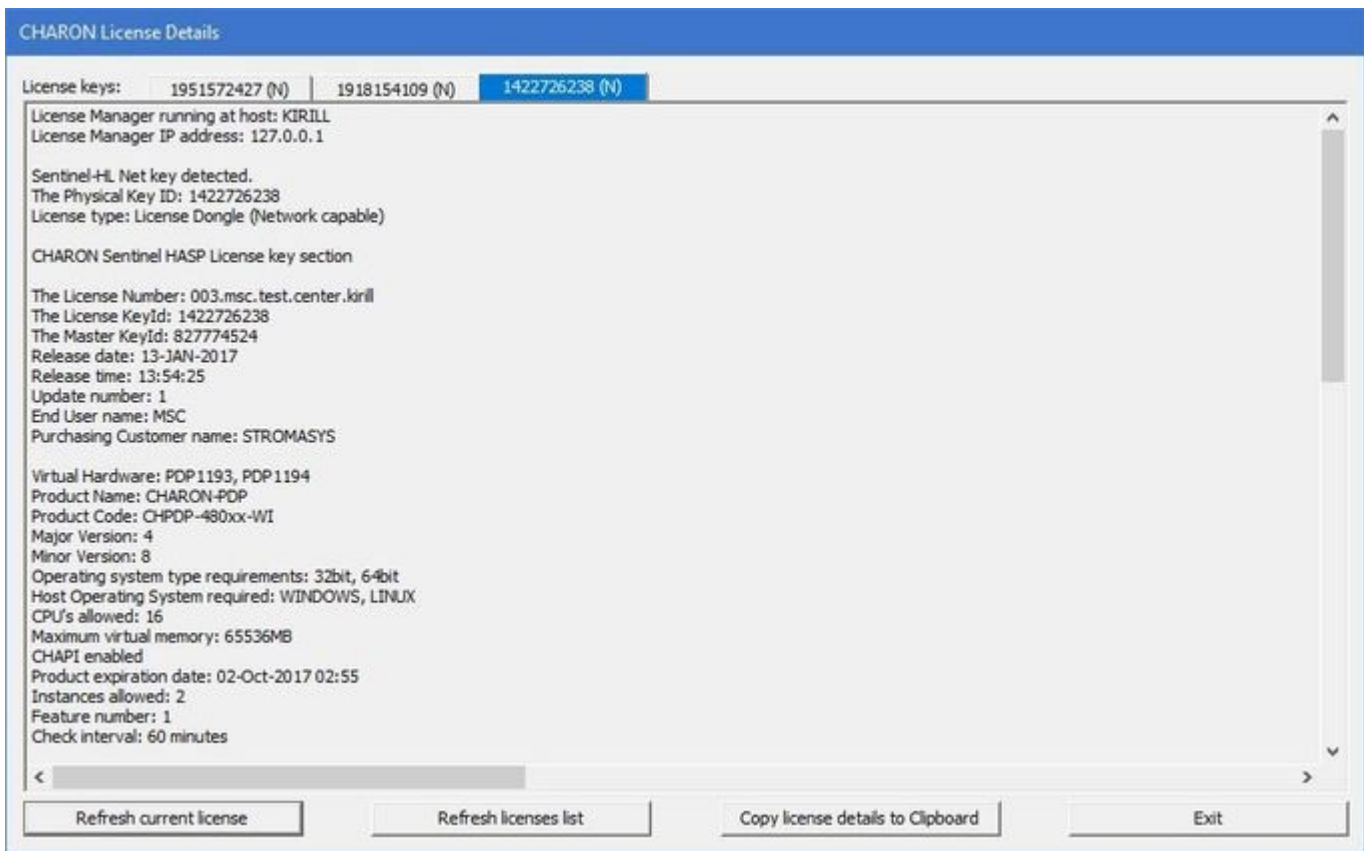 CHARON License Details
License keys: 1951572427 (N) 1918154109 (N) 1422726238 (N)
License Manager running at host: KIRILL
License Manager IP address: 127.0.0.1
Sentinel-HL Net key detected.
The Physical Key ID: 1422726238
License type: License Dongle (Network capable)
CHARON Sentinel HASP License key section
The License Number: 003.msc.test.center.kirill
The License KeyId: 1422726238
The Master KeyId: 827774524
Release date: 13-JAN-2017
Release time: 13:54:25
Update number: 1
End User name: MSC
Purchasing Customer name: STROMASYS
Virtual Hardware: PDP1193, PDP1194
Product Name: CHARON-PDP
Product Code: CHPDP-480xx-WI
Major Version: 4
Minor Version: 8
Operating system type requirements: 32bit, 64bit
Host Operating System required: WINDOWS, LINUX
CPU's allowed: 16
Maximum virtual memory: 65536MB
CHAPI enabled
Product expiration date: 02-Oct-2017 02:55
Instances allowed: 2
Feature number: 1
Check interval: 60 minutes
Refresh current license Refresh licenses list Copy license details to Clipboard Exit